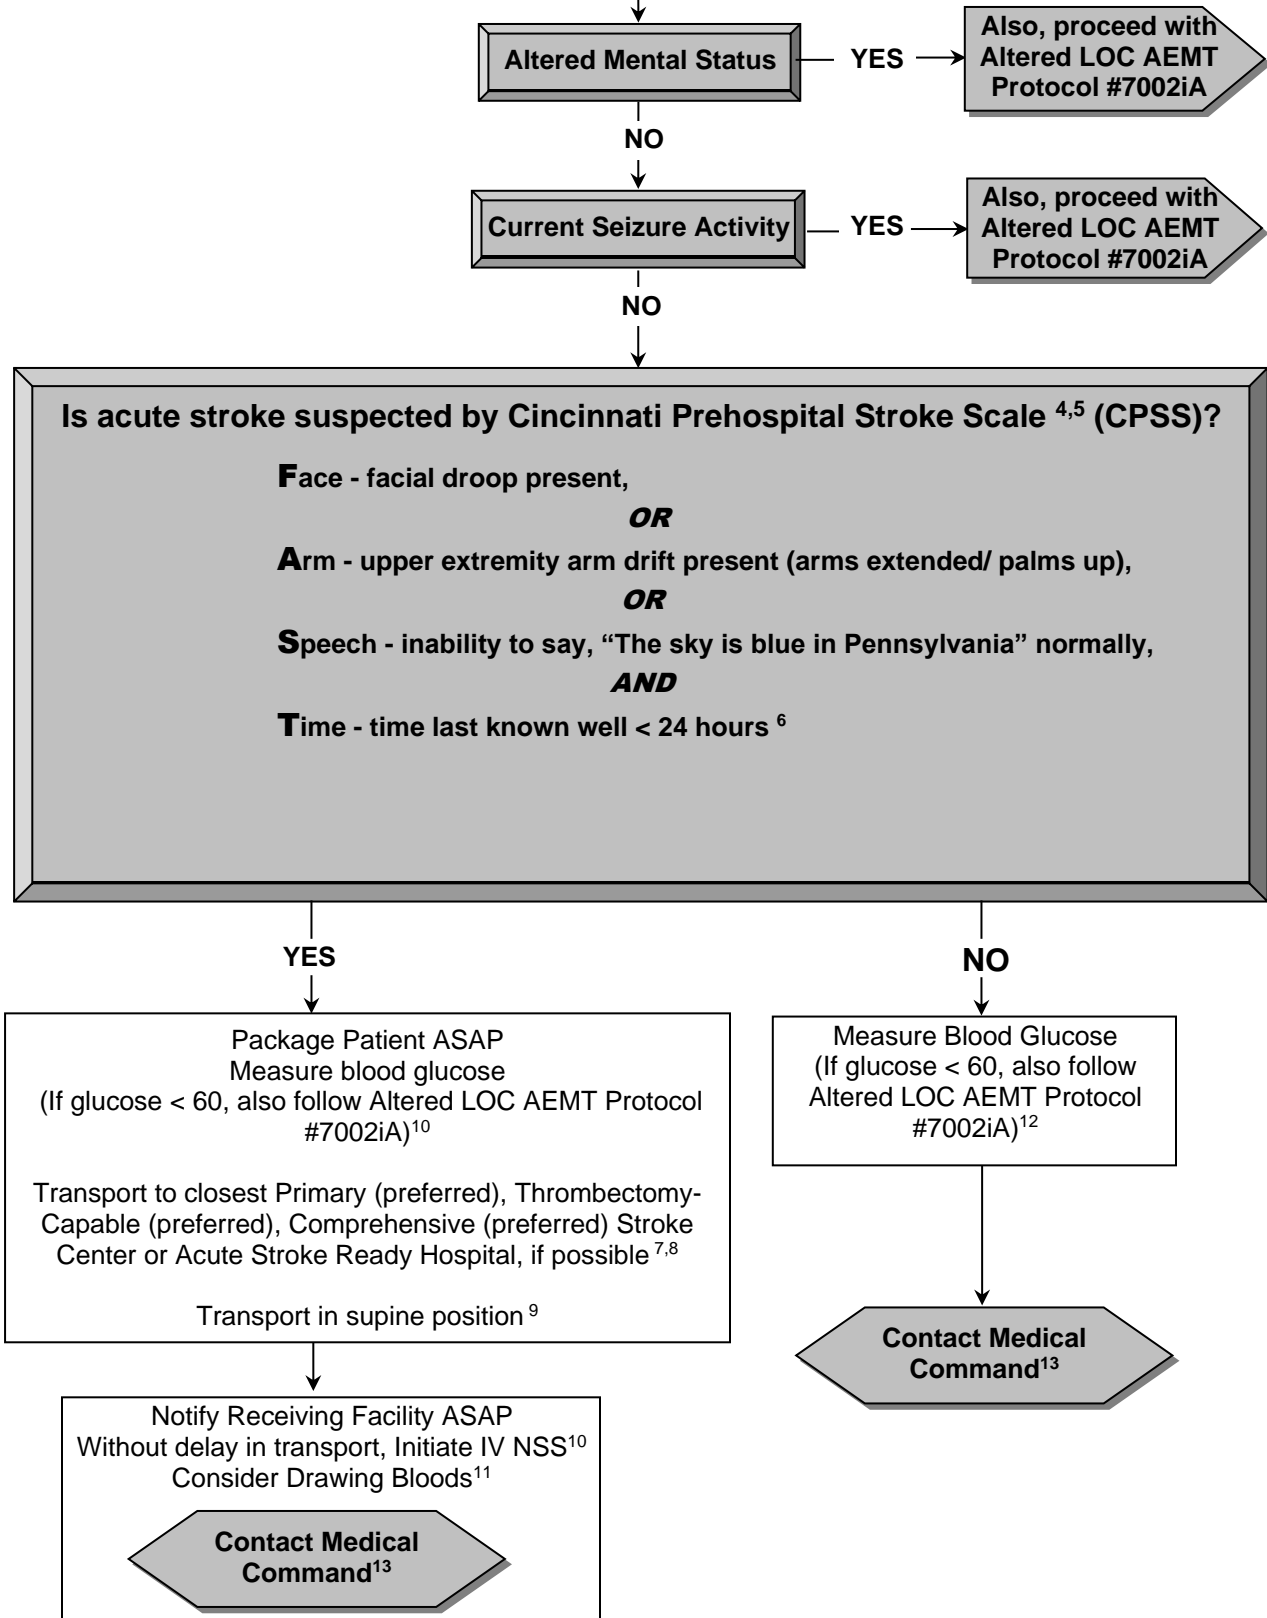 Altered Mental Status
YES
Also, proceed with
Altered LOC AEMT
Protocol #7002iA
NO
Current Seizure Activity
YES
Also, proceed with
Altered LOC AEMT
Protocol #7002iA
NO
Is acute stroke suspected by Cincinnati Prehospital Stroke Scale 4,5 (CPSS)?
Face - facial droop present,
OR
Arm - upper extremity arm drift present (arms extended/ palms up),
OR
Speech - inability to say, “The sky is blue in Pennsylvania” normally,
AND
Time - time last known well < 24 hours 6
YES
Package Patient ASAP
Measure blood glucose
(If glucose < 60, also follow Altered LOC AEMT Protocol
#7002iA)10
Transport to closest Primary (preferred), Thrombectomy-
Capable (preferred), Comprehensive (preferred) Stroke
Center or Acute Stroke Ready Hospital, if possible 7,8
Transport in supine position 9
Notify Receiving Facility ASAP
Without delay in transport, Initiate IV NSS10
Consider Drawing Bloods11
Contact Medical
Command13
NO
Measure Blood Glucose
(If glucose < 60, also follow
Altered LOC AEMT Protocol
#7002iA)12
Contact Medical
Command13